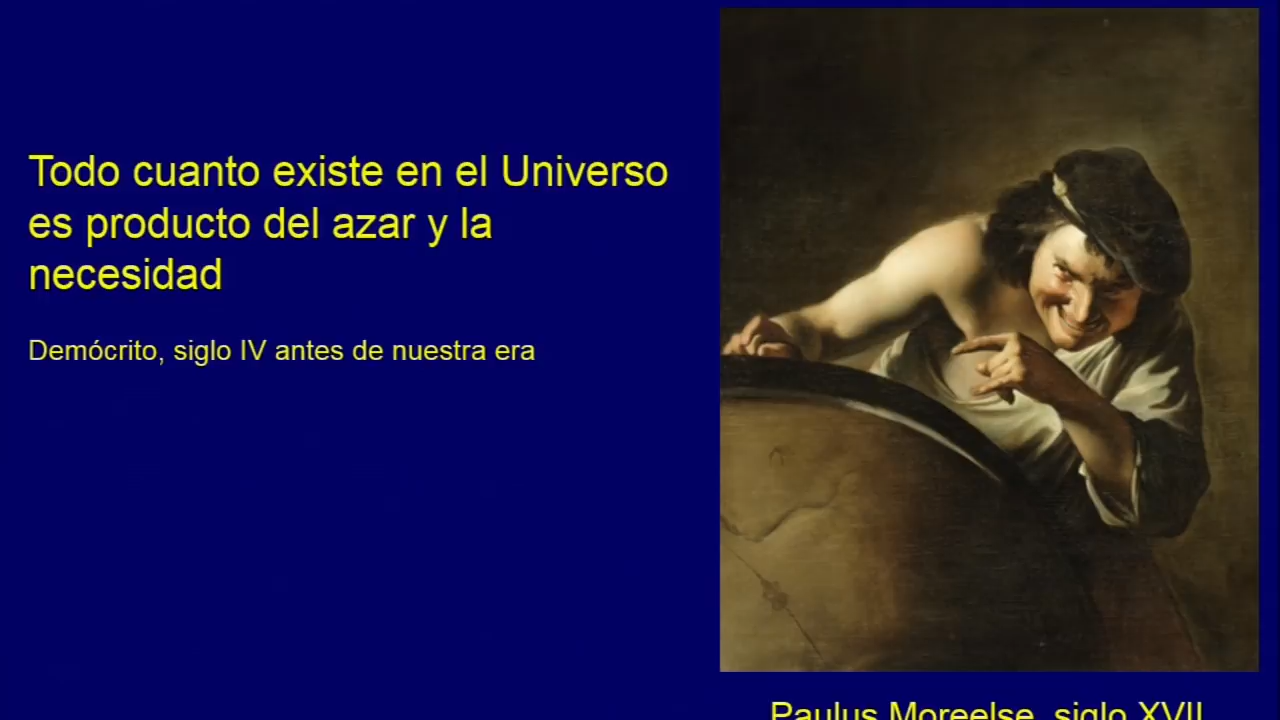 Todo cuanto existe en el Universo
es producto del azar y la
necesidad
Demócrito, siglo IV antes de nuestra era
Paulus Moreelse, siglo XVII